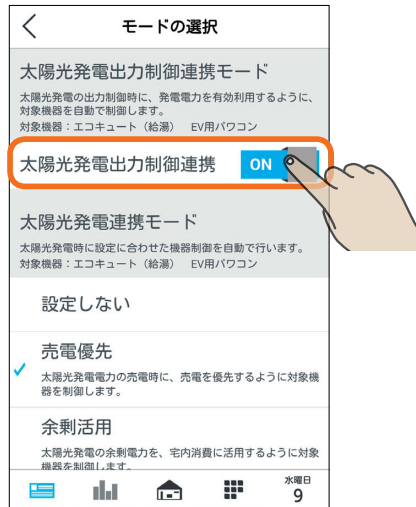 モードの選択
太陽光発電出力制御連携モード
太陽光発電の出力制御時に、発電電力を有効利用するように、
対象機器を自動で制御します。
対象機器：エコキュート（給湯） EV用パワコン
太陽光発電出力制御連携 ON
太陽光発電連携モード
太陽光発電時に設定に合わせた機器制御を自動で行います。
対象機器：エコキュート（給湯） EV用パワコン
設定しない
売電優先
太陽光発電電力の売電時に、売電を優先するように対象機
器を制御します。
余剰活用
太陽光発電の余剰電力を、宅内消費に活用するように対象
機器を制御します。
水曜日
9